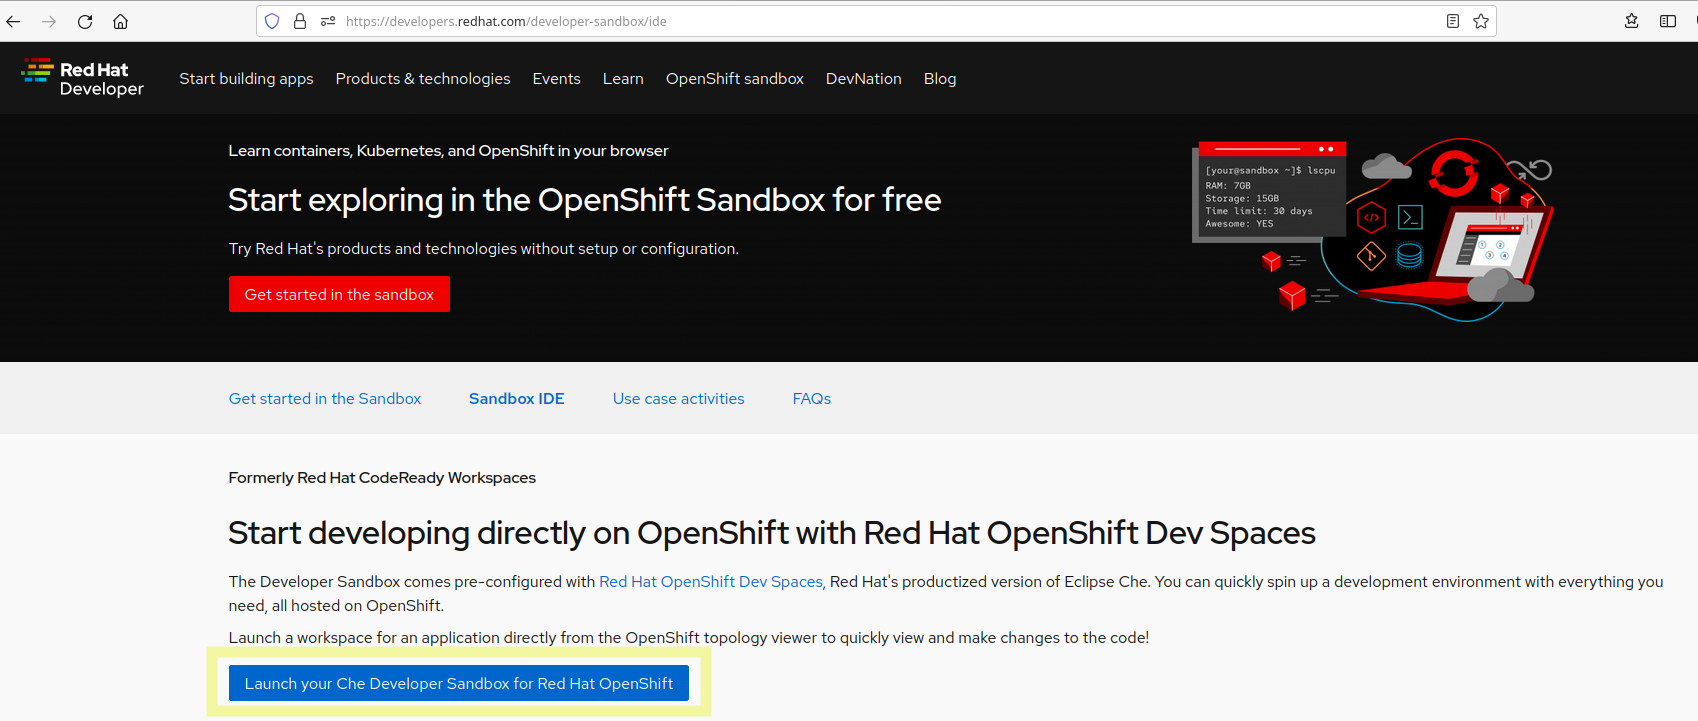 https://developers.redhat.com/developer-sandbox/ide
Red Hat
Developer
Start building apps Products & technologies Events Learn OpenShift sandbox DevNation Blog
Learn containers, Kubernetes, and OpenShift in your browser
Start exploring in the OpenShift Sandbox for free
Try Red Hat's products and technologies without setup or configuration.
Get started in the sandbox
[your@sandbox ~]$ lscpu
RAM: 7GB
Storage: 15GB
Time limit: 30 days
Awesome: YES
</>
>_
1 2
3 4
Get started in the Sandbox Sandbox IDE Use case activities FAQs
Formerly Red Hat CodeReady Workspaces
Start developing directly on OpenShift with Red Hat OpenShift Dev Spaces
The Developer Sandbox comes pre-configured with Red Hat OpenShift Dev Spaces, Red Hat's productized version of Eclipse Che. You can quickly spin up a development environment with everything you
need, all hosted on OpenShift.
Launch a workspace for an application directly from the OpenShift topology viewer to quickly view and make changes to the code!
Launch your Che Developer Sandbox for Red Hat OpenShift